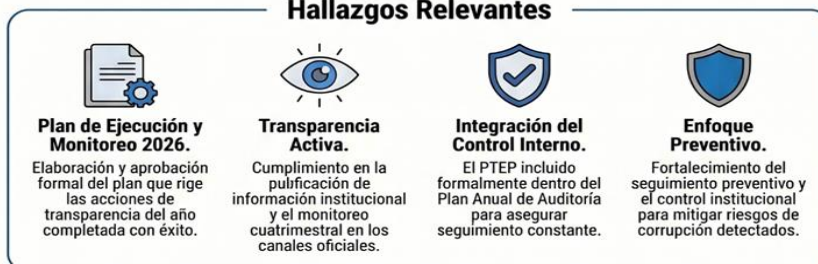 Hallazgos Relevantes
Plan de Ejecución y
Monitoreo 2026.
Elaboración y aprobación
formal del plan que rige
las acciones de
transparencia del año
completada con éxito.
Transparencia
Activa.
Cumplimiento en la
publificación de
información institucional
y el monitoreo
cuatrimestral en los
canales oficiales.
Integración del
Control Interno.
El PTEP incluido
formalmente dentro del
Plan Anual de Auditoría
para asegurar
seguimiento constante.
Enfoque
Preventivo.
Fortalecimiento del
seguimiento preventivo y
el control institucional
para mitigar riesgos de
corrupción detectados.